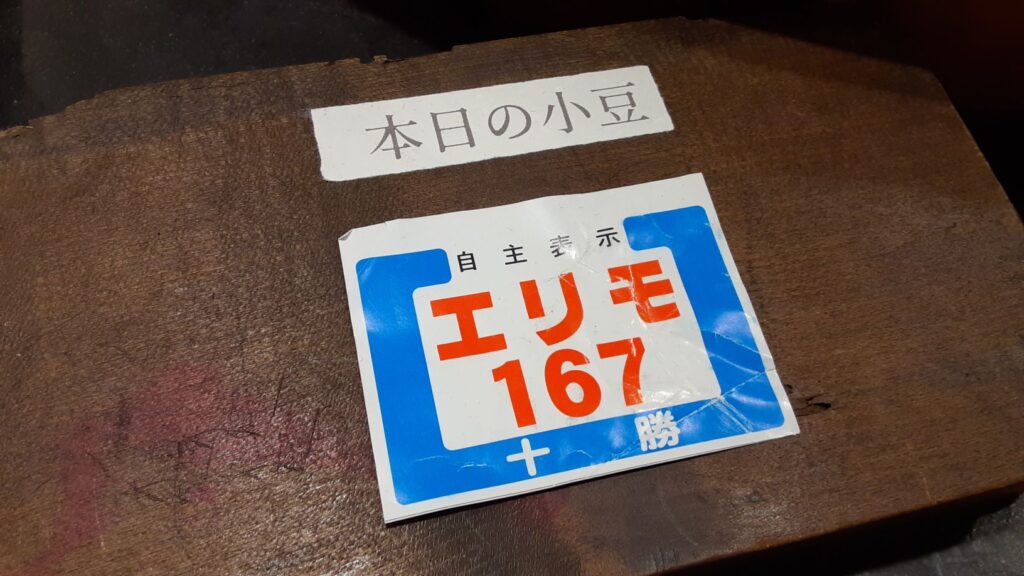 本日の小豆
自主表示
エリモ
167
十勝